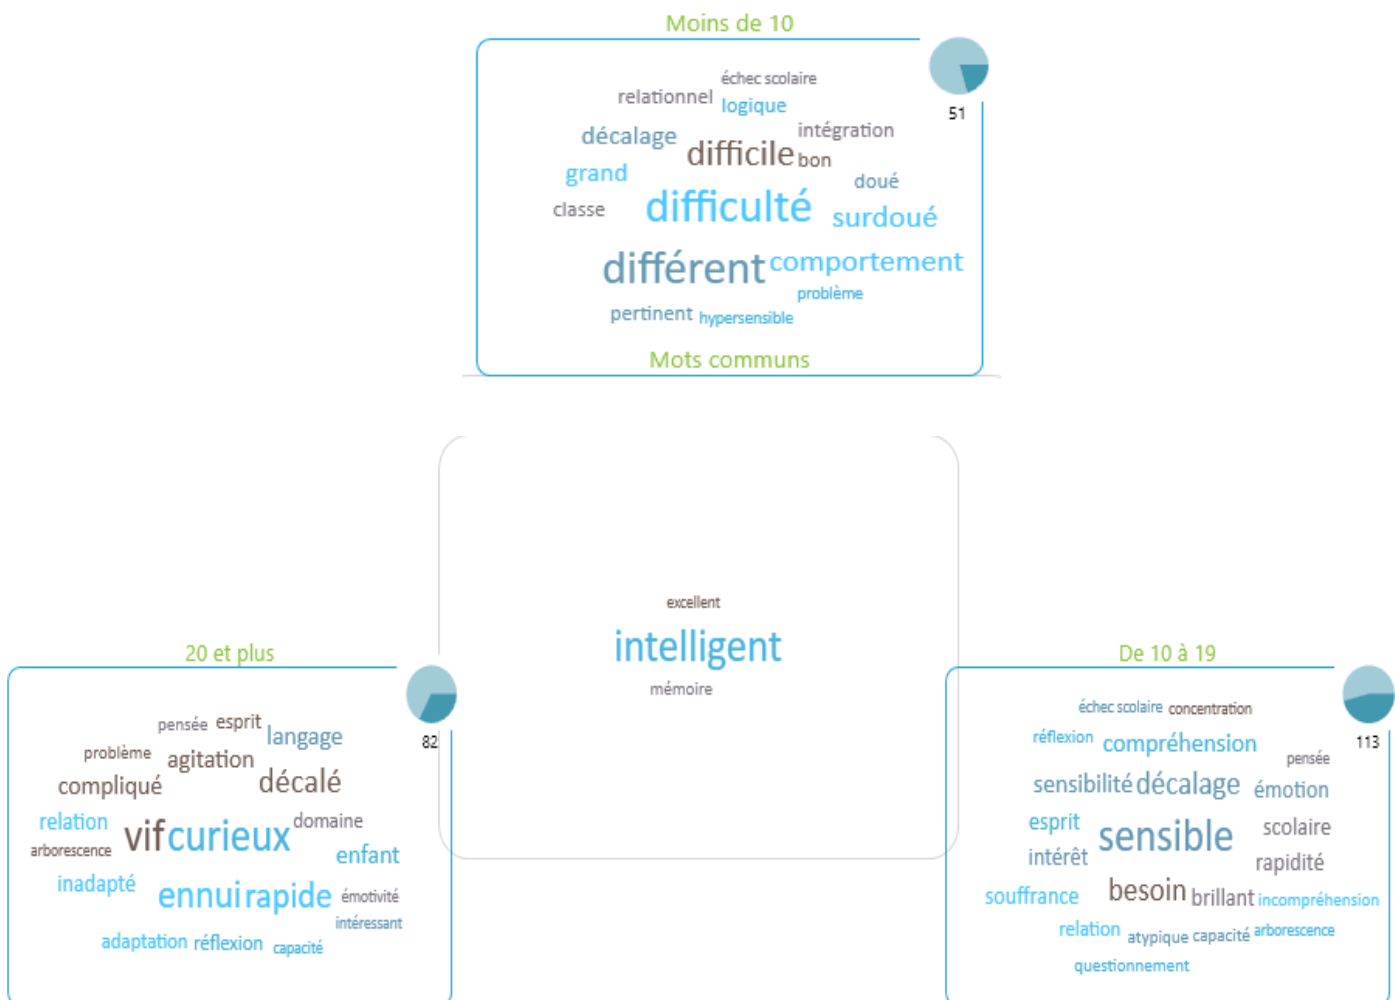 Moins de 10
échec scolaire
relationnel logique
51
décalage intégration
difficile bon
grand doué
classe difficulté surdoué
différent comportement
problème
pertinent hypersensible
Mots communs
excellent
intelligent
mémoire
20 et plus
82
pensée esprit langage
problème agitation
compliqué décalé
relation vif curieux domaine
arborescence enfant
inadapté ennui rapide émotivité
intéressant
adaptation réflexion capacité
De 10 à 19
113
échec scolaire concentration
réflexion compréhension
pensée
sensibilité décalage émotion
esprit sensible scolaire
intérêt rapidité
souffrance besoin brillant incompréhension
relation atypique capacité arborescence
questionnement